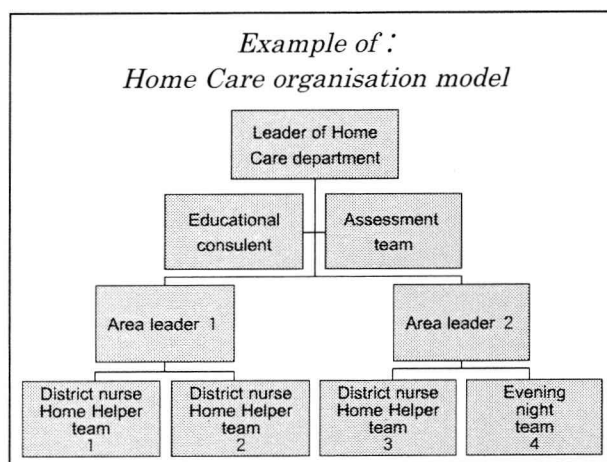 Example of :
Home Care organisation model
Leader of Home
Care department
Educational
consulent
Assessment
team
Area leader 1
Area leader 2
District nurse
Home Helper
team
1
District nurse
Home Helper
team
2
District nurse
Home Helper
team
3
Evening
night
team
4